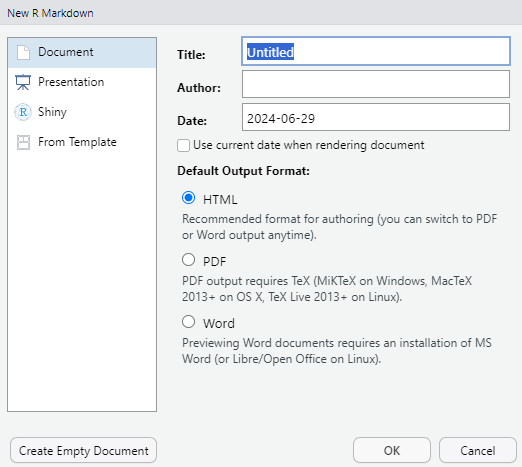 New R Markdown
Document
Presentation
R Shiny
From Template
Title: Untitled
Author:
Date: 2024-06-29
Use current date when rendering document
Default Output Format:
HTML
Recommended format for authoring (you can switch to PDF
or Word output anytime).
PDF
PDF output requires TeX (MiKTeX on Windows, MacTeX
2013+ on OS X, TeX Live 2013+ on Linux).
Word
Previewing Word documents requires an installation of MS
Word (or Libre/Open Office on Linux).
Create Empty Document
OK
Cancel